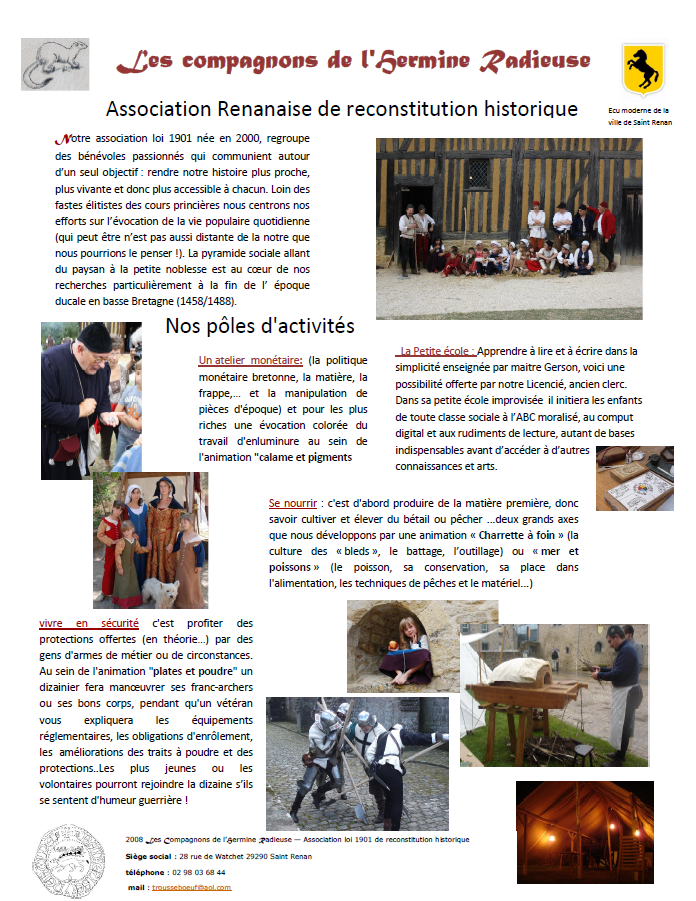 Les compagnons de l'Hermine Radieuse
Association Renanaise de reconstitution historique
Ecu moderne de la
ville de Saint Renan
Notre association loi 1901 née en 2000, regroupe
des bénévoles passionnés qui communient autour
d'un seul objectif : rendre notre histoire plus proche,
plus vivante et donc plus accessible à chacun. Loin des
fastes élitistes des cours princières nous centrons nos
efforts sur l'évocation de la vie populaire quotidienne
(qui peut être n'est pas aussi distante de la notre que
nous pourrions le penser !). La pyramide sociale allant
du paysan à la petite noblesse est au cœur de nos
recherches particulièrement à la fin de l' époque
ducale en basse Bretagne (1458/1488).
Nos pôles d'activités
Un atelier monétaire: (la politique
monétaire bretonne, la matière, la
frappe,... et la manipulation de
pièces d'époque) et pour les plus
riches une évocation colorée du
travail d'enluminure au sein de
l'animation "calame et pigments
La Petite école : Apprendre à lire et à écrire dans la
simplicité enseignée par maitre Gerson, voici une
possibilité offerte par notre Licencié, ancien clerc.
Dans sa petite école improvisée il initiera les enfants
de toute classe sociale à l'ABC moralisé, au comput
digital et aux rudiments de lecture, autant de bases
indispensables avant d'accéder à d'autres
connaissances et arts.
Se nourrir : c'est d'abord produire de la matière première, donc
savoir cultiver et élever du bétail ou pêcher ...deux grands axes
que nous développons par une animation « Charrette à foin » (la
culture des « bleds », le battage, l'outillage) ou « mer et
poissons » (le poisson, sa conservation, sa place dans
l'alimentation, les techniques de pêches et le matériel...)
vivre en sécurité c'est profiter des
protections offertes (en théorie...) par des
gens d'armes de métier ou de circonstances.
Au sein de l'animation "plates et poudre" un
dizainier fera manœuvrer ses franc-archers
ou ses bons corps, pendant qu'un vétéran
vous expliquera les équipements
réglementaires, les obligations d'enrôlement,
les améliorations des traits à poudre et des
protections..Les plus jeunes ou les
volontaires pourront rejoindre la dizaine s'ils
se sentent d'humeur guerrière !
2008 Les Compagnons de l'Hermine Radieuse — Association loi 1901 de reconstitution historique
Siège social : 28 rue de Watchet 29290 Saint Renan
téléphone : 02 98 03 68 44
mail : trousseboeuf@aol.com